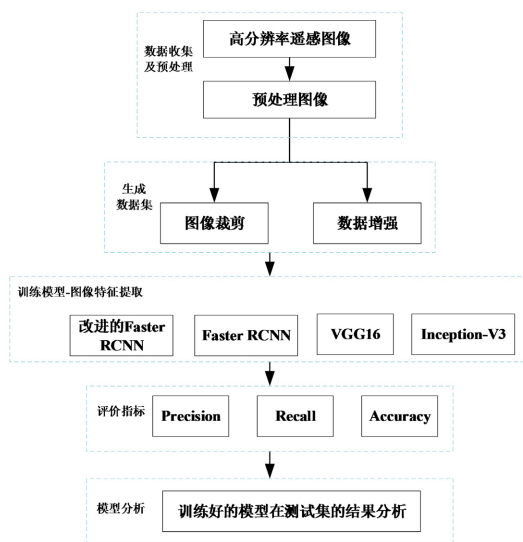 高分辨率遥感图像
数据收集
及预处理
预处理图像
生成
数据集
图像裁剪
数据增强
训练模型-图像特征提取
改进的Faster
RCNN
Faster RCNN
VGG16
Inception-V3
评价指标
Precision
Recall
Accuracy
模型分析
训练好的模型在测试集的结果分析